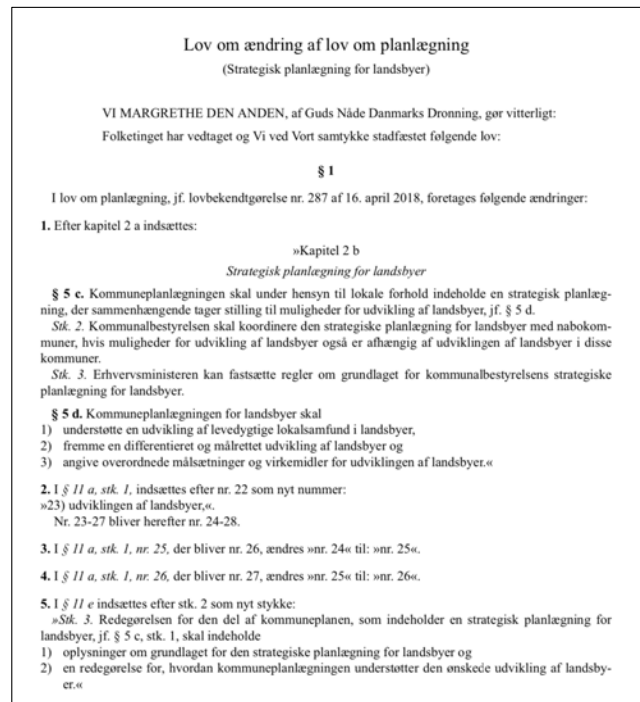 Lov om ændring af lov om planlægning
(Strategisk planlægning for landsbyer)
VI MARGRETHE DEN ANDEN, af Guds Nåde Danmarks Dronning, gør vitterligt:
Folketinget har vedtaget og Vi ved Vort samtykke stadfæstet følgende lov:
§ 1
I lov om planlægning, jf. lovbekendtgørelse nr. 287 af 16. april 2018, foretages følgende ændringer:
1. Efter kapitel 2 a indsættes:
»Kapitel 2 b
Strategisk planlægning for landsbyer
§ 5 c. Kommuneplanlægningen skal under hensyn til lokale forhold indeholde en strategisk planlæg-
ning, der sammenhængende tager stilling til muligheder for udvikling af landsbyer, jf. § 5 d.
Stk. 2. Kommunalbestyrelsen skal koordinere den strategiske planlægning for landsbyer med nabokom-
muner, hvis muligheder for udvikling af landsbyer også er afhængig af udviklingen af landsbyer i disse
kommuner.
Stk. 3. Erhvervsministeren kan fastsætte regler om grundlaget for kommunalbestyrelsens strategiske
planlægning for landsbyer.
§ 5 d. Kommuneplanlægningen for landsbyer skal
1) understøtte en udvikling af levedygtige lokalsamfund i landsbyer,
2) fremme en differentieret og målrettet udvikling af landsbyer og
3) angive overordnede målsætninger og virkemidler for udviklingen af landsbyer.«
2. I § 11 a, stk. 1, indsættes efter nr. 22 som nyt nummer:
»23) udviklingen af landsbyer,«.
Nr. 23-27 bliver herefter nr. 24-28.
3. I § 11 a, stk. 1, nr. 25, der bliver nr. 26, ændres »nr. 24« til: »nr. 25«.
4. I § 11 a, stk. 1, nr. 26, der bliver nr. 27, ændres »nr. 25« til: »nr. 26«.
5. I § 11 e indsættes efter stk. 2 som nyt stykke:
»Stk. 3. Redegørelsen for den del af kommuneplanen, som indeholder en strategisk planlægning for
landsbyer, jf. § 5 c, stk. 1, skal indeholde
1) oplysninger om grundlaget for den strategiske planlægning for landsbyer og
2) en redegørelse for, hvordan kommuneplanlægningen understøtter den ønskede udvikling af landsby-
er.«